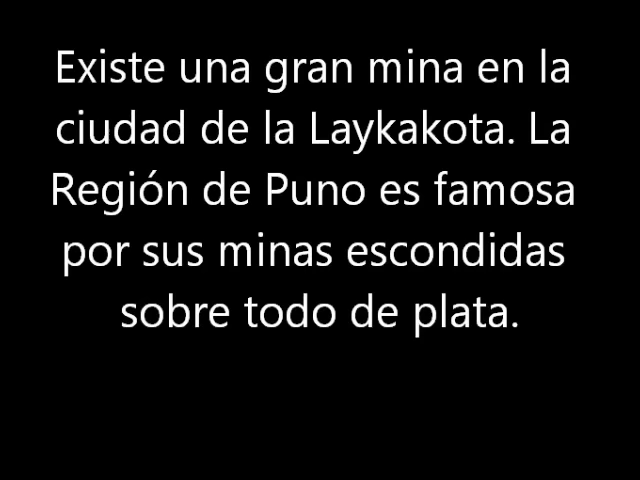 Existe una gran mina en la
ciudad de la Laykakota. La
Región de Puno es famosa
por sus minas escondidas
sobre todo de plata.